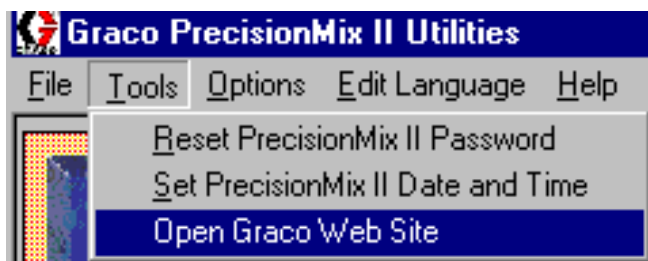 Graco PrecisionMix II Utilities
File Tools Options Edit Language Help
Reset PrecisionMix II Password
Set PrecisionMix II Date and Time
Open Graco Web Site